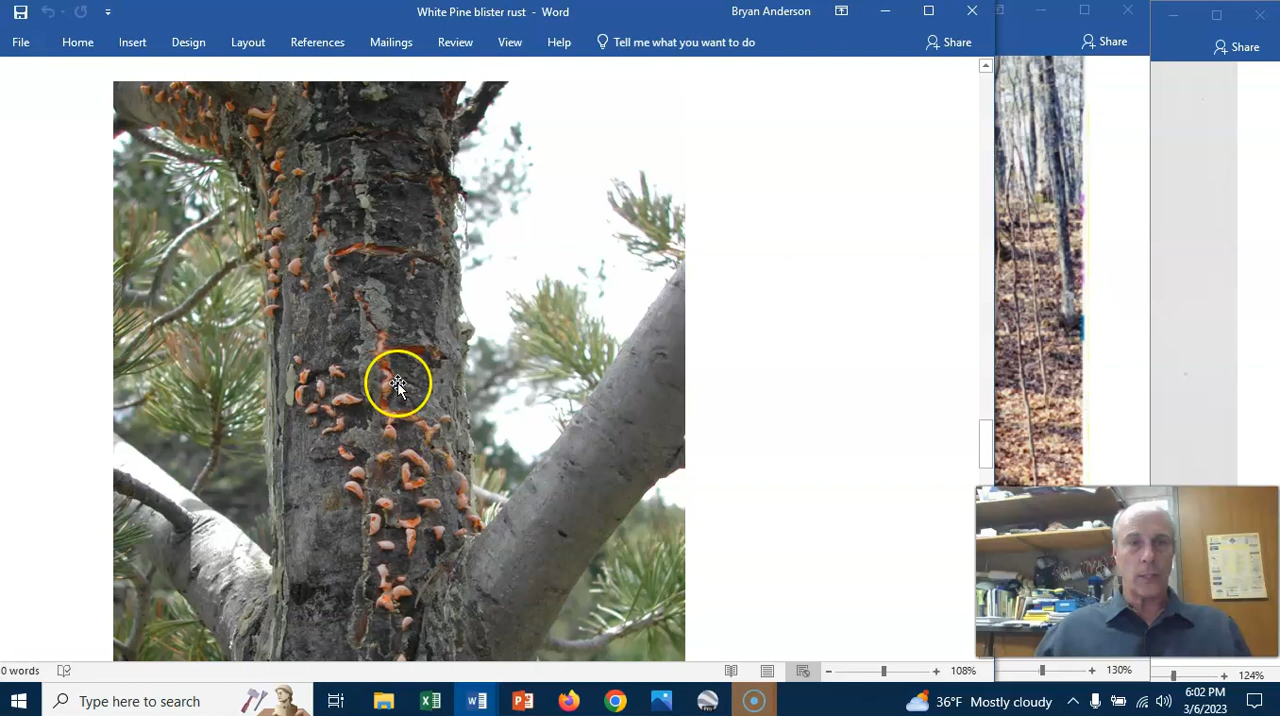 White Pine blister rust - Word
Bryan Anderson
File Home Insert Design Layout References Mailings Review View Help Tell me what you want to do Share
Share
Share
0 words
108%
130%
124%
Type here to search
36°F Mostly cloudy
6:02 PM
3/6/2023